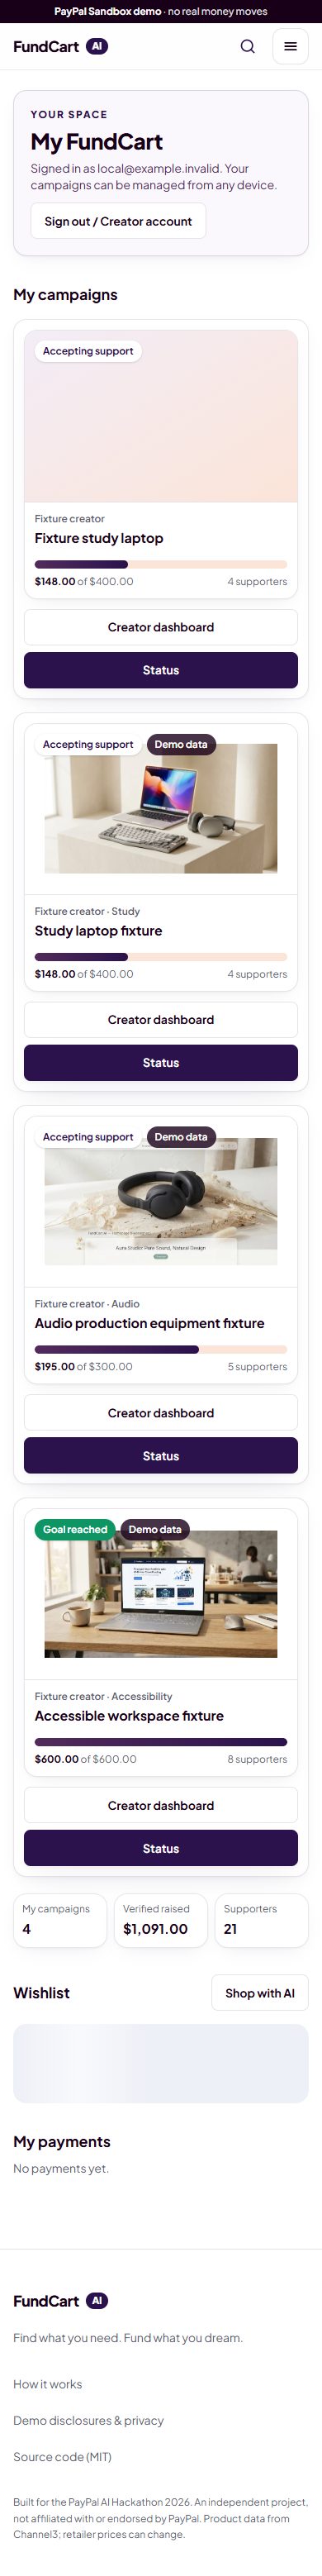 PayPal Sandbox demo · no real money moves
FundCart AI
YOUR SPACE
My FundCart
Signed in as local@example.invalid. Your
campaigns can be managed from any device.
Sign out / Creator account
My campaigns
Accepting support
Fixture creator
Fixture study laptop
$148.00 of $400.00
4 supporters
Creator dashboard
Status
Accepting support
Demo data
Fixture creator · Study
Study laptop fixture
$148.00 of $400.00
4 supporters
Creator dashboard
Status
Accepting support
Demo data
Aura Studio: Pure Sound, Natural Design
Fixture creator · Audio
Audio production equipment fixture
$195.00 of $300.00
5 supporters
Creator dashboard
Status
Goal reached
Demo data
Fixture creator · Accessibility
Accessible workspace fixture
$600.00 of $600.00
8 supporters
Creator dashboard
Status
My campaigns
4
Verified raised
$1,091.00
Supporters
21
Wishlist
Shop with AI
My payments
No payments yet.
FundCart AI
Find what you need. Fund what you dream.
How it works
Demo disclosures & privacy
Source code (MIT)
Built for the PayPal AI Hackathon 2026. An independent project,
not affiliated with or endorsed by PayPal. Product data from
Channel3; retailer prices can change.